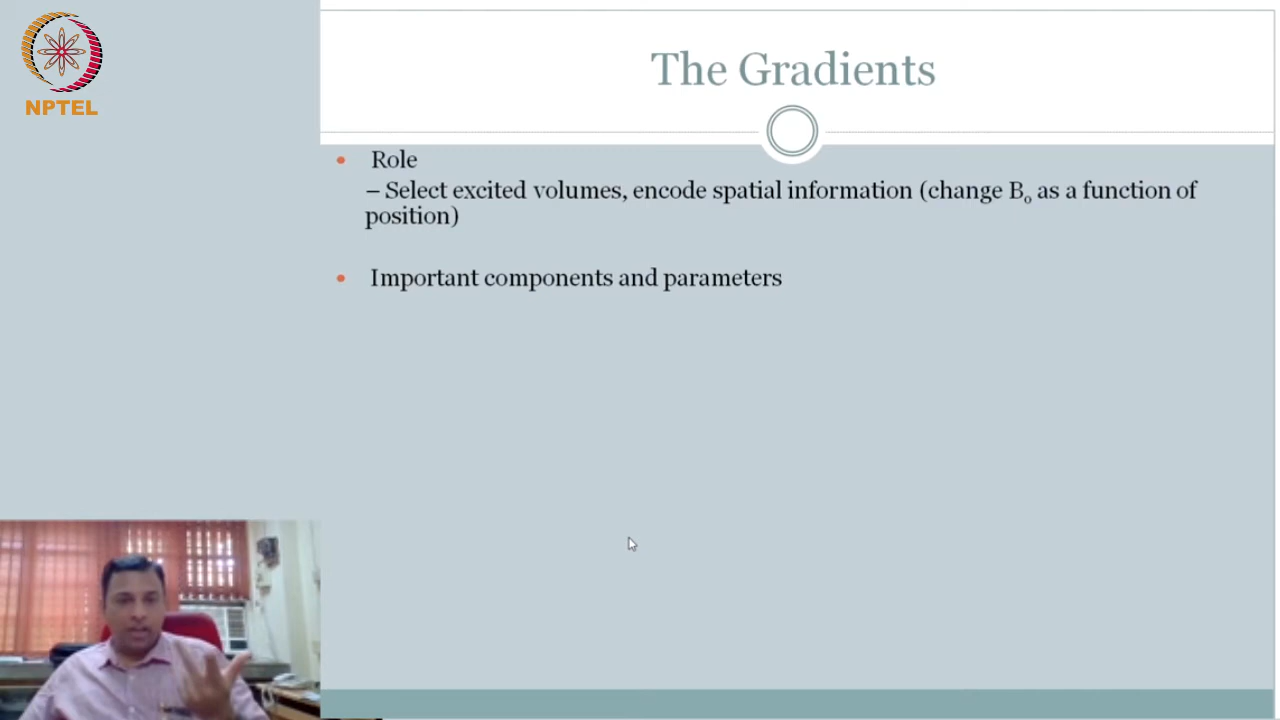 NPTEL
The Gradients
• Role
– Select excited volumes, encode spatial information (change B₀ as a function of
position)
• Important components and parameters